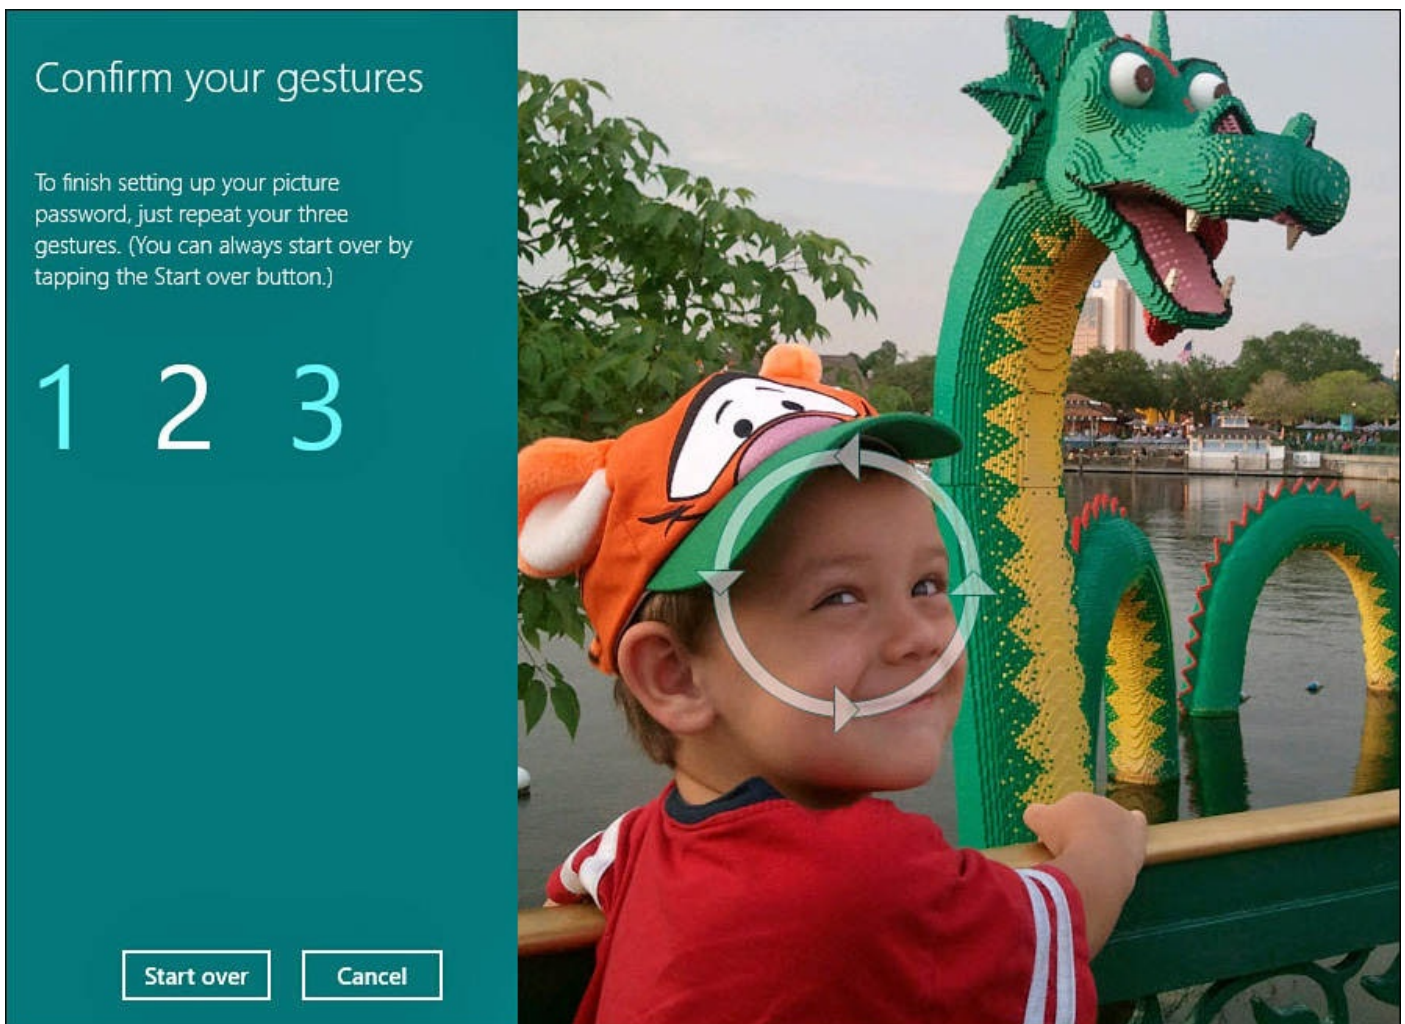 Confirm your gestures
To finish setting up your picture
password, just repeat your three
gestures. (You can always start over by
tapping the Start over button.)
1 2 3
Start over Cancel